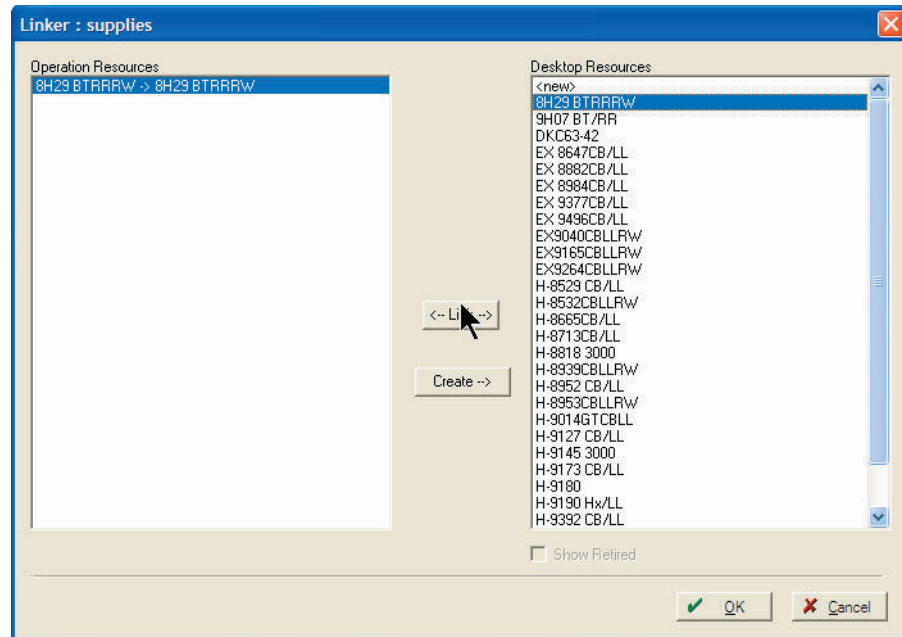 Linker : supplies
Operation Resources
8H29 BTRRRW -> 8H29 BTRRRW
Desktop Resources
<new>
8H29 BTRRRW
9H07 BT/RR
DKC63-42
EX 8647CB/LL
EX 8882CB/LL
EX 8984CB/LL
EX 9377CB/LL
EX 9496CB/LL
EX9040CBLLRW
EX9165CBLLRW
EX9264CBLLRW
H-8529 CB/LL
H-8532CBLLRW
H-8665CB/LL
H-8713CB/LL
H-8818 3000
H-8939CBLLRW
H-8952 CB/LL
H-8953CBLLRW
H-9014GTCBLL
H-9127 CB/LL
H-9145 3000
H-9173 CB/LL
H-9180
H-9190 Hx/LL
H-9392 CB/LL
<-- Li -->
Create -->
Show Retired
OK
Cancel